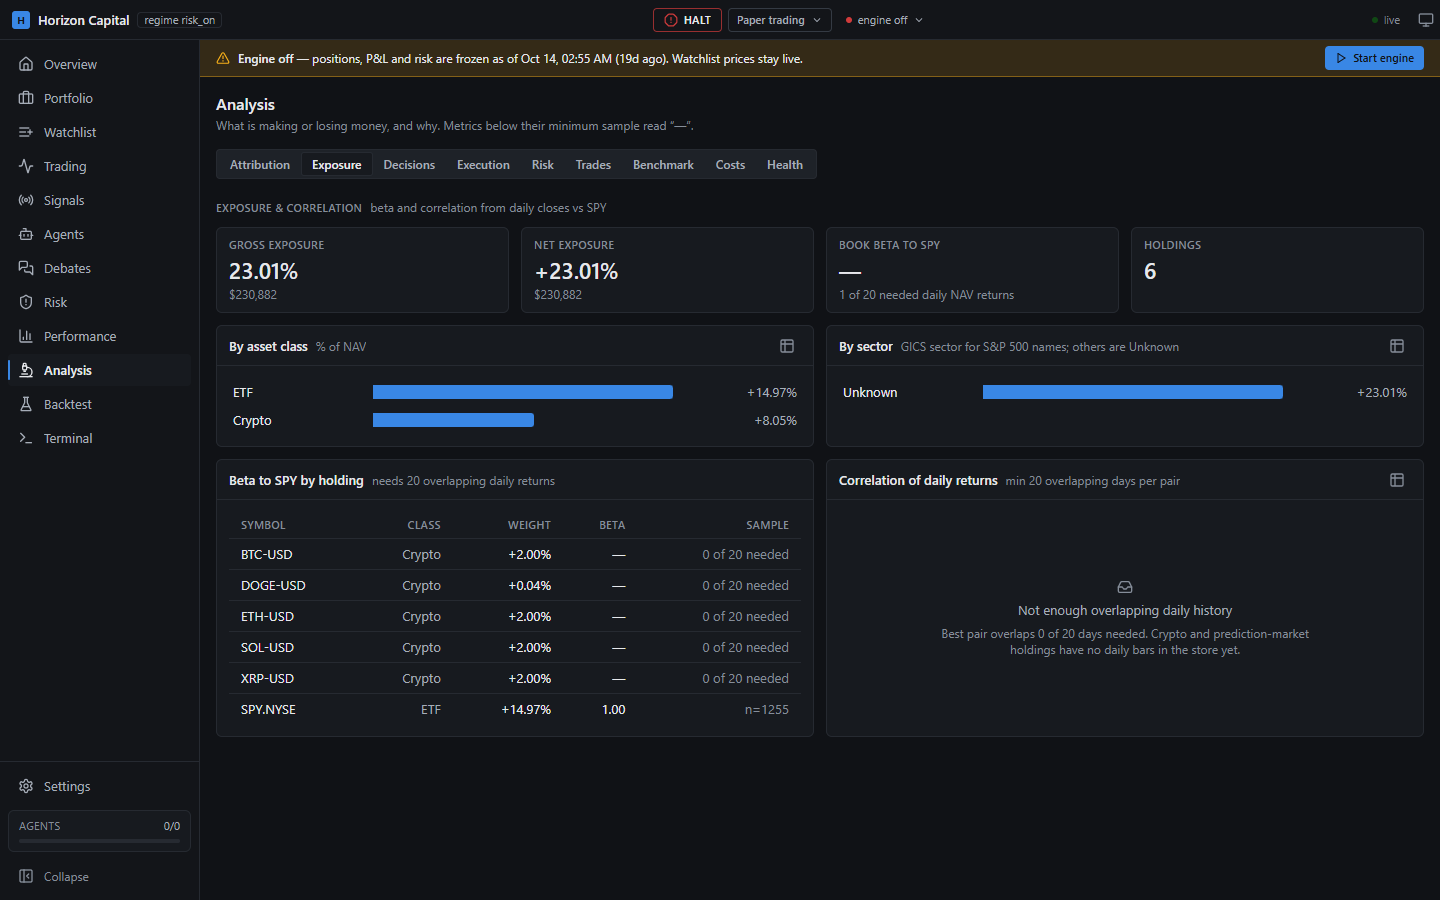 H Horizon Capital regime risk_on
HALT Paper trading engine off live
Engine off — positions, P&L and risk are frozen as of Oct 14, 02:55 AM (19d ago). Watchlist prices stay live. Start engine
Overview
Portfolio
Watchlist
Trading
Signals
Agents
Debates
Risk
Performance
Analysis
Backtest
Terminal
Settings
AGENTS 0/0
Collapse
Analysis
What is making or losing money, and why. Metrics below their minimum sample read “—”.
Attribution Exposure Decisions Execution Risk Trades Benchmark Costs Health
EXPOSURE & CORRELATION beta and correlation from daily closes vs SPY
GROSS EXPOSURE
23.01%
$230,882
NET EXPOSURE
+23.01%
$230,882
BOOK BETA TO SPY
—
1 of 20 needed daily NAV returns
HOLDINGS
6
By asset class % of NAV
ETF +14.97%
Crypto +8.05%
By sector GICS sector for S&P 500 names; others are Unknown
Unknown +23.01%
Beta to SPY by holding needs 20 overlapping daily returns
SYMBOL CLASS WEIGHT BETA SAMPLE
BTC-USD Crypto +2.00% — 0 of 20 needed
DOGE-USD Crypto +0.04% — 0 of 20 needed
ETH-USD Crypto +2.00% — 0 of 20 needed
SOL-USD Crypto +2.00% — 0 of 20 needed
XRP-USD Crypto +2.00% — 0 of 20 needed
SPY.NYSE ETF +14.97% 1.00 n=1255
Correlation of daily returns min 20 overlapping days per pair
Not enough overlapping daily history
Best pair overlaps 0 of 20 days needed. Crypto and prediction-market
holdings have no daily bars in the store yet.